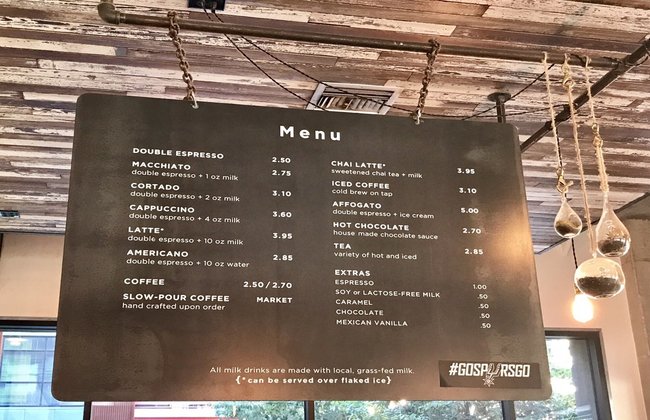 Menu
DOUBLE ESPRESSO 2.50
MACCHIATO 2.75
double espresso + 1 oz milk
CORTADO 3.10
double espresso + 2 oz milk
CAPPUCCINO 3.60
double espresso + 4 oz milk
LATTE* 3.95
double espresso + 10 oz milk
AMERICANO 2.85
double espresso + 10 oz water
COFFEE 2.50 / 2.70
SLOW-POUR COFFEE MARKET
hand crafted upon order
CHAI LATTE* 3.95
sweetened chai tea + milk
ICED COFFEE 3.10
cold brew on tap
AFFOGATO 5.00
double espresso + ice cream
HOT CHOCOLATE 2.70
house made chocolate sauce
TEA 2.85
variety of hot and iced
EXTRAS
ESPRESSO 1.00
SOY or LACTOSE-FREE MILK .50
CARAMEL .50
CHOCOLATE .50
MEXICAN VANILLA .50
All milk drinks are made with local, grass-fed milk.
{*can be served over flaked ice}
#GOSPURSGO